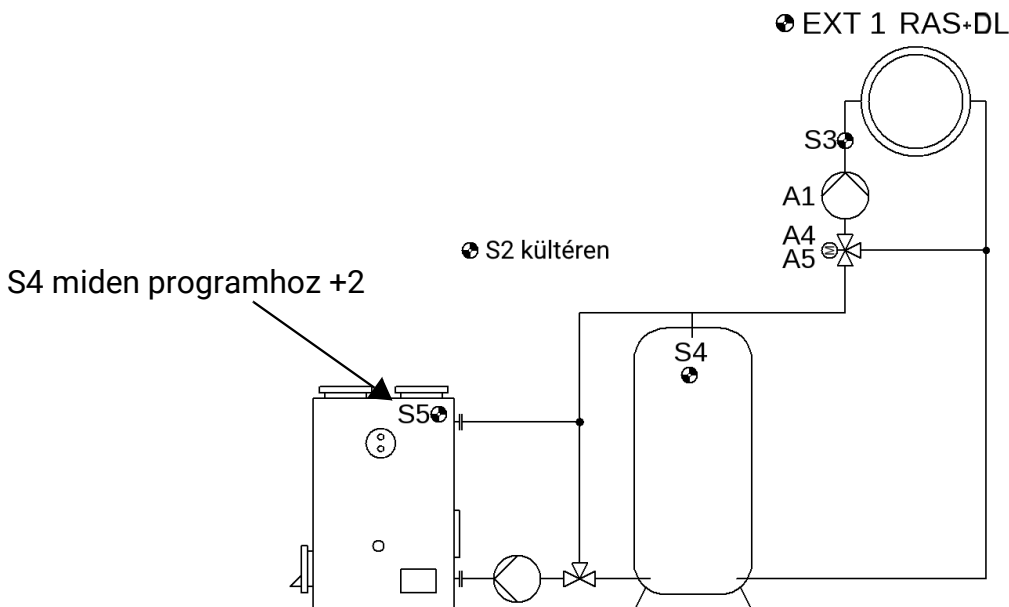 EXT 1 RAS+DL
S3
A1
A4
A5
M
S2 kültéren
S4 miden programhoz +2
S4
S5